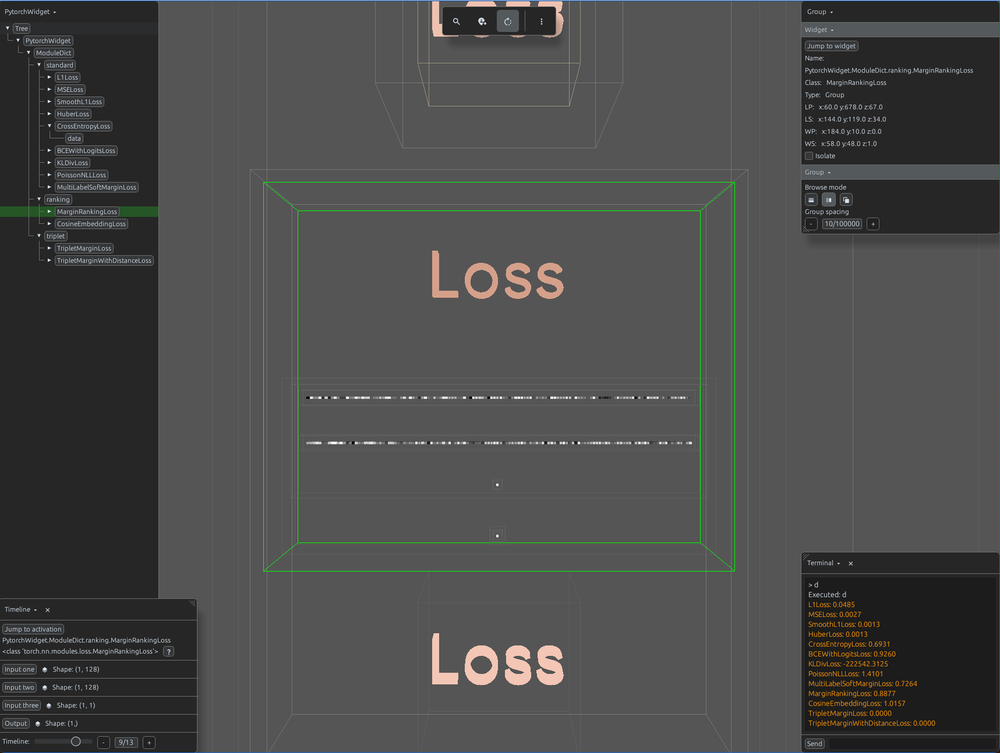 PytorchWidget
Tree
PytorchWidget
ModuleDict
standard
L1Loss
MSELoss
SmoothL1Loss
HuberLoss
CrossEntropyLoss
data
BCEWithLogitsLoss
KLDivLoss
PoissonNLLLoss
MultiLabelSoftMarginLoss
ranking
MarginRankingLoss
CosineEmbeddingLoss
triplet
TripletMarginLoss
TripletMarginWithDistanceLoss
Loss
Loss
Loss
Group
Widget
Jump to widget
Name:
PytorchWidget.ModuleDict.ranking.MarginRankingLoss
Class: MarginRankingLoss
Type: Group
LP: x:60.0 y:678.0 z:67.0
LS: x:144.0 y:119.0 z:34.0
WP: x:184.0 y:10.0 z:0.0
WS: x:58.0 y:48.0 z:1.0
Isolate
Group
Browse mode
Group spacing
- 10/100000 +
Timeline ×
Jump to activation
PytorchWidget.ModuleDict.ranking.MarginRankingLoss
<class 'torch.nn.modules.loss.MarginRankingLoss'> ?
Input one Shape: (1, 128)
Input two Shape: (1, 128)
Input three Shape: (1, 1)
Output Shape: (1,)
Timeline: - 9/13 +
Terminal ×
> d
Executed: d
L1Loss: 0.0485
MSELoss: 0.0027
SmoothL1Loss: 0.0013
HuberLoss: 0.0013
CrossEntropyLoss: 0.6931
BCEWithLogitsLoss: 0.9260
KLDivLoss: -222542.3125
PoissonNLLLoss: 1.4101
MultiLabelSoftMarginLoss: 0.7264
MarginRankingLoss: 0.8877
CosineEmbeddingLoss: 1.0157
TripletMarginLoss: 0.0000
TripletMarginWithDistanceLoss: 0.0000
Send